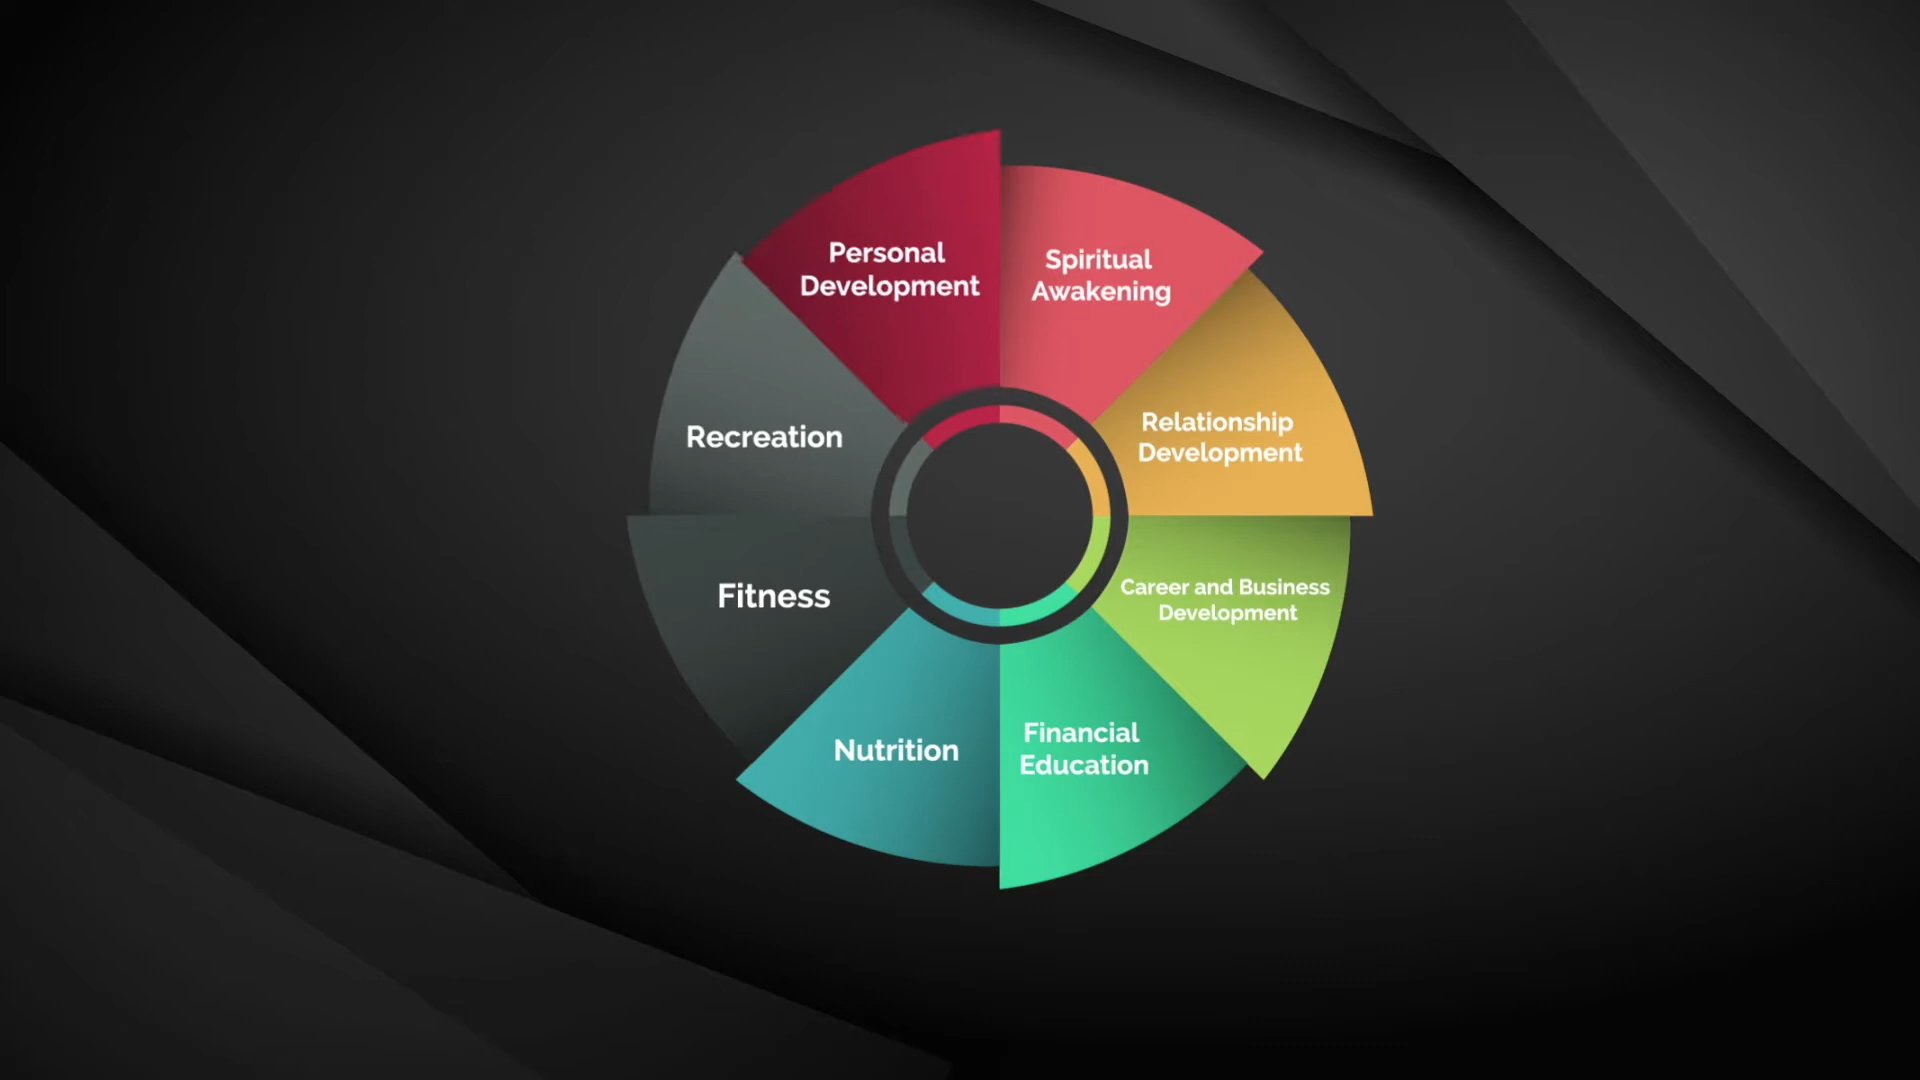 Personal
Development
Spiritual
Awakening
Relationship
Development
Career and Business
Development
Financial
Education
Nutrition
Fitness
Recreation